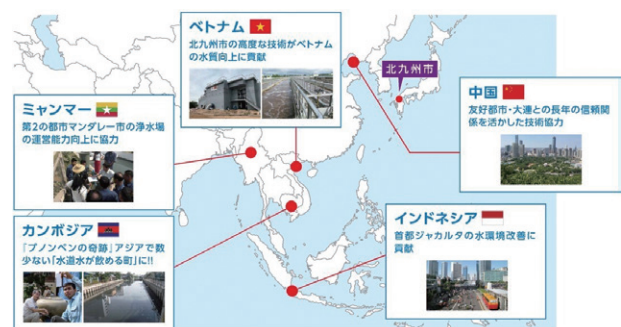 ベトナム
北九州市の高度な技術がベトナム
の水質向上に貢献
北九州市
ミャンマー
第2の都市マンダレー市の浄水場
の運営能力向上に協力
中国
友好都市・大連との長年の信頼関
係を活かした技術協力
カンボジア
「プノンペンの奇跡」アジアで数
少ない「水道水が飲める町」に!!
インドネシア
首都ジャカルタの水環境改善に
貢献